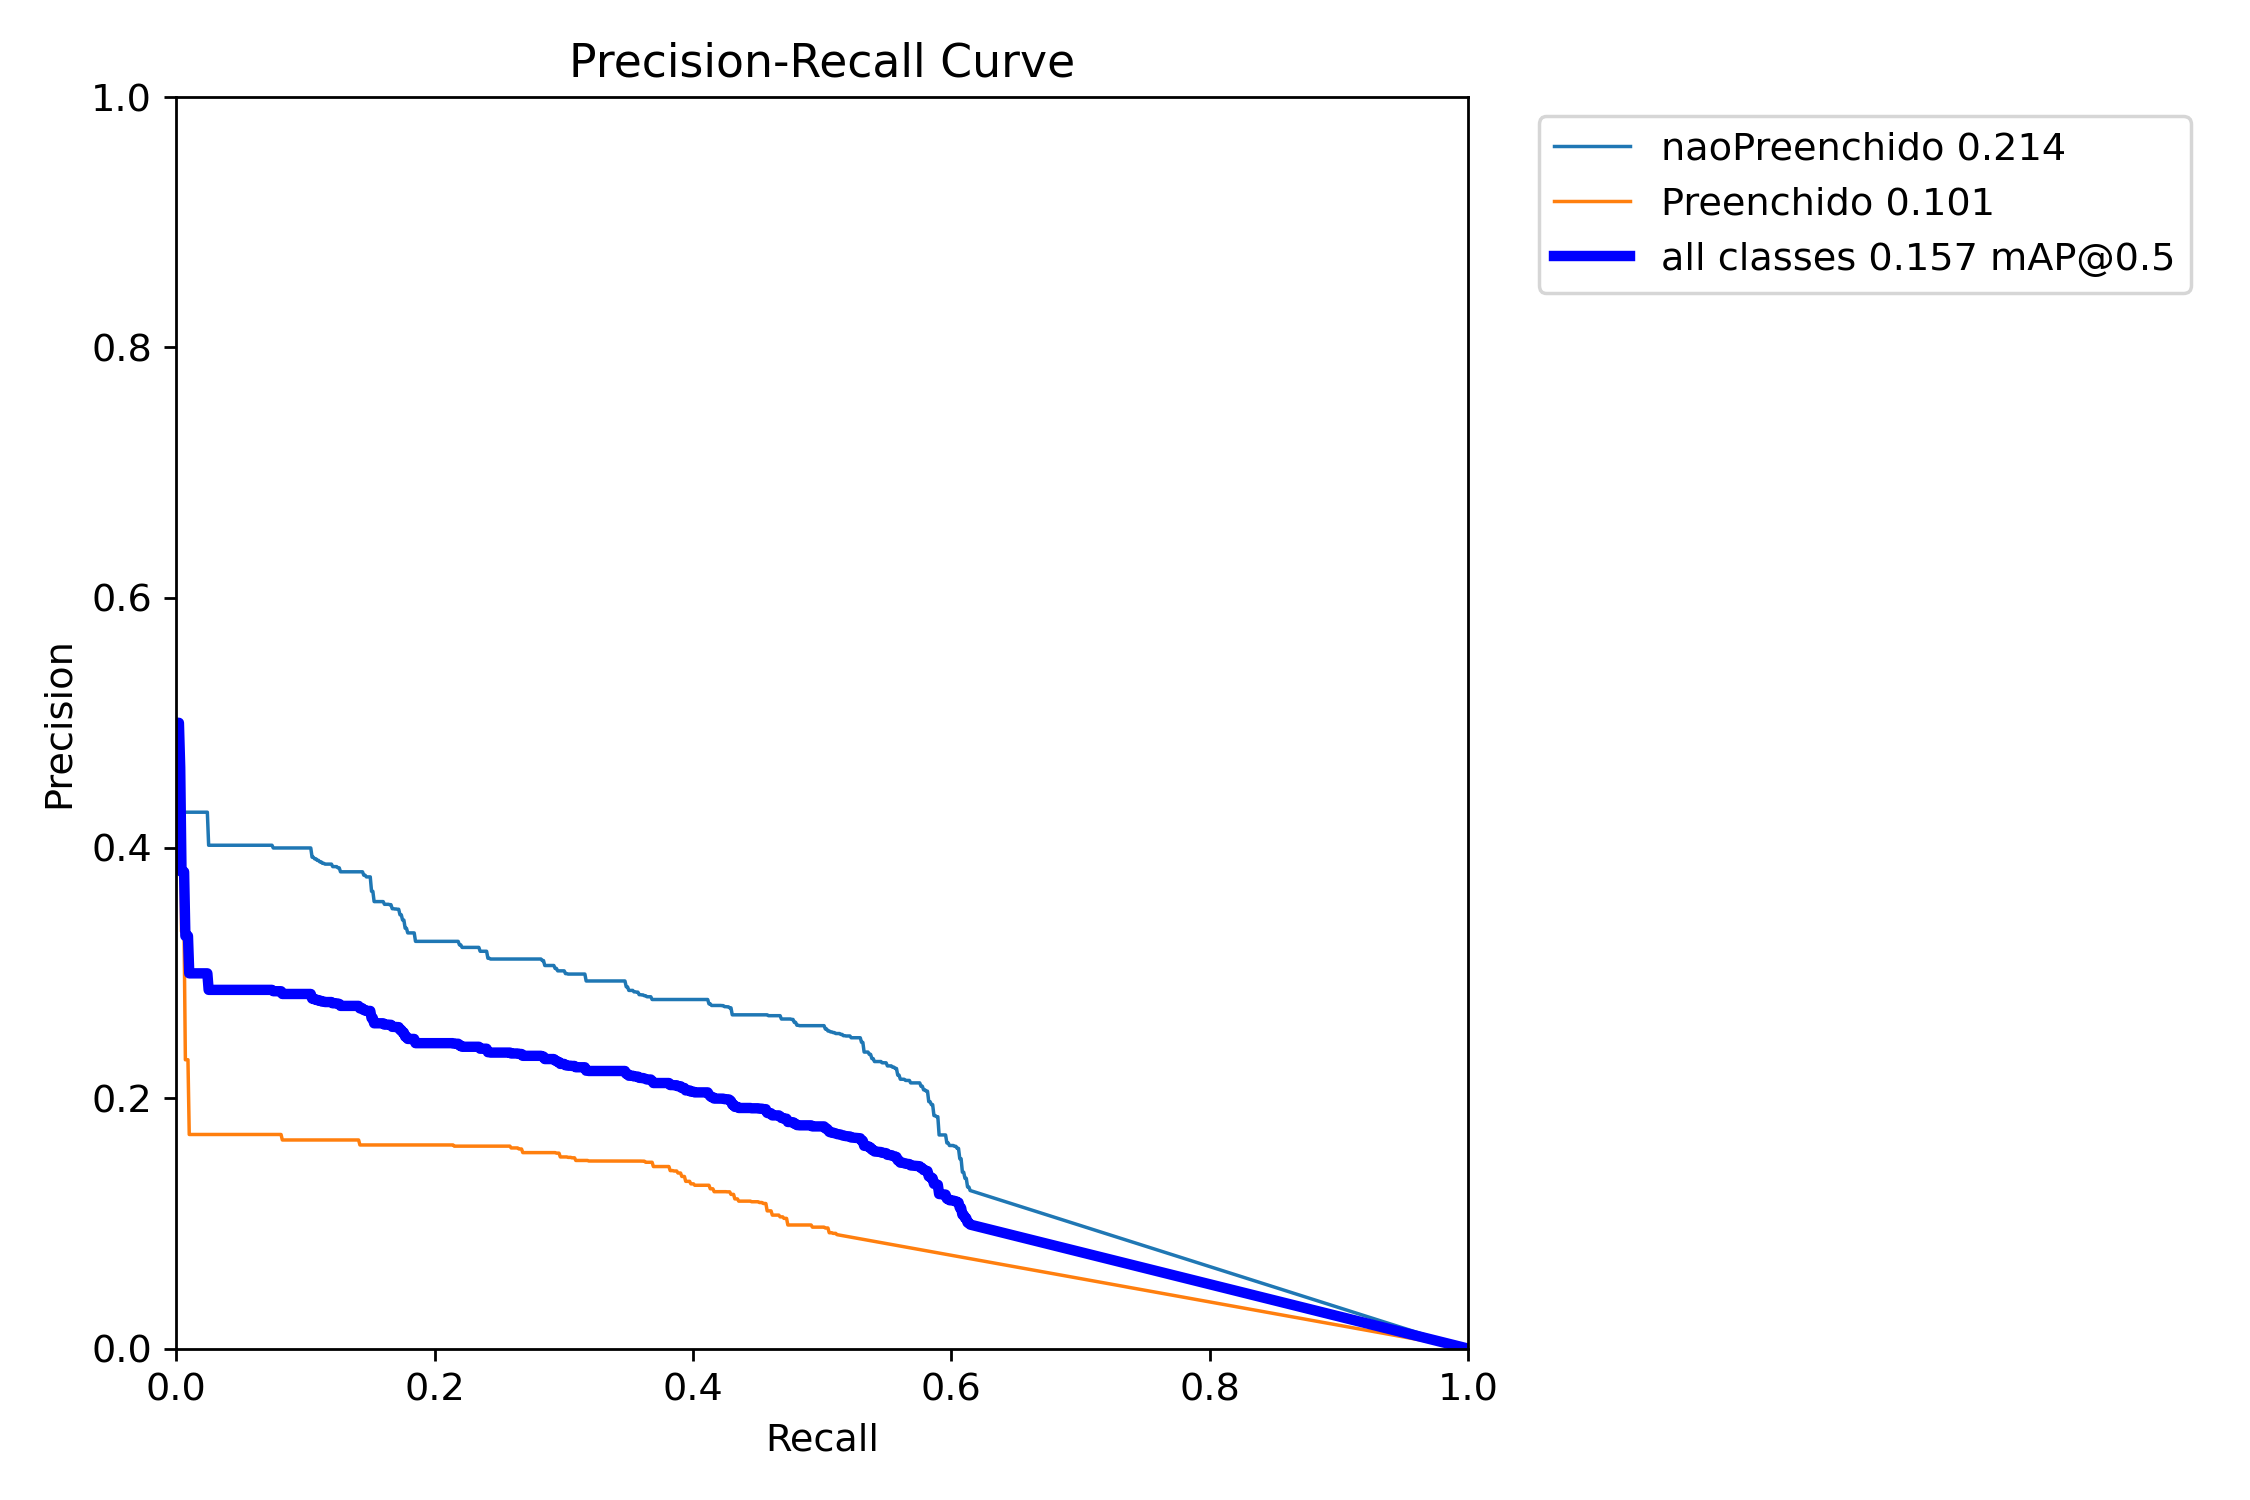 Precision-Recall Curve
naoPreenchido 0.214
Preenchido 0.101
all classes 0.157 mAP@0.5
Precision
1.0
0.8
0.6
0.4
0.2
0.0
0.0 0.2 0.4 0.6 0.8 1.0
Recall